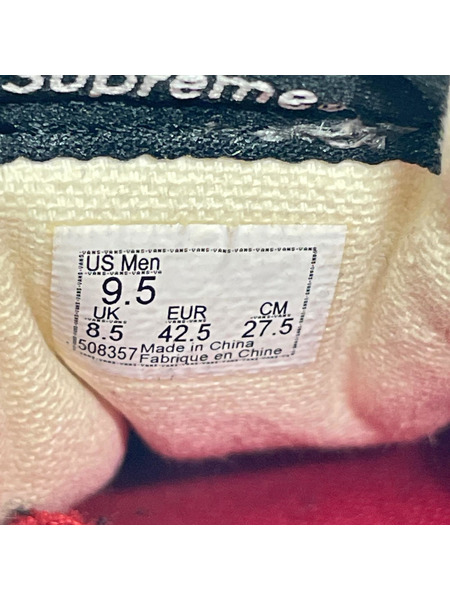 Supreme
US Men
9.5
UK EUR CM
8.5 42.5 27.5
508357 Made in China
Fabriqué en Chine